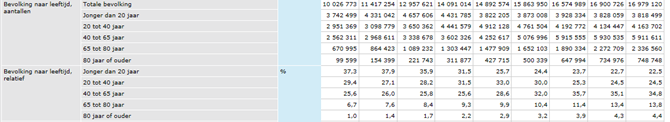 Bevolking naar leeftijd, aantallen Totale bevolking 10 026 773 11 417 254 12 957 621 14 091 014 14 892 574 15 863 950 16 574 989 16 900 726 16 979 120
Jonger dan 20 jaar 3 742 499 4 331 042 4 657 606 4 431 785 3 822 205 3 873 008 3 928 334 3 828 059 3 818 499
20 tot 40 jaar 2 951 369 3 098 779 3 650 362 4 441 579 4 912 128 4 761 504 4 192 772 4 134 447 4 163 702
40 tot 65 jaar 2 562 311 2 968 611 3 338 678 3 602 326 4 252 617 5 076 996 5 915 555 5 930 535 5 911 611
65 tot 80 jaar 670 995 864 423 1 089 232 1 303 447 1 477 909 1 652 103 1 890 334 2 272 709 2 336 560
80 jaar of ouder 99 599 154 399 221 743 311 877 427 715 500 339 647 994 734 976 748 748
Bevolking naar leeftijd, relatief Jonger dan 20 jaar % 37,3 37,9 35,9 31,5 25,7 24,4 23,7 22,7 22,5
20 tot 40 jaar 29,4 27,1 28,2 31,5 33,0 30,0 25,3 24,5 24,5
40 tot 65 jaar 25,6 26,0 25,8 25,6 28,6 32,0 35,7 35,1 34,8
65 tot 80 jaar 6,7 7,6 8,4 9,3 9,9 10,4 11,4 13,4 13,8
80 jaar of ouder 1,0 1,4 1,7 2,2 2,9 3,2 3,9 4,3 4,4